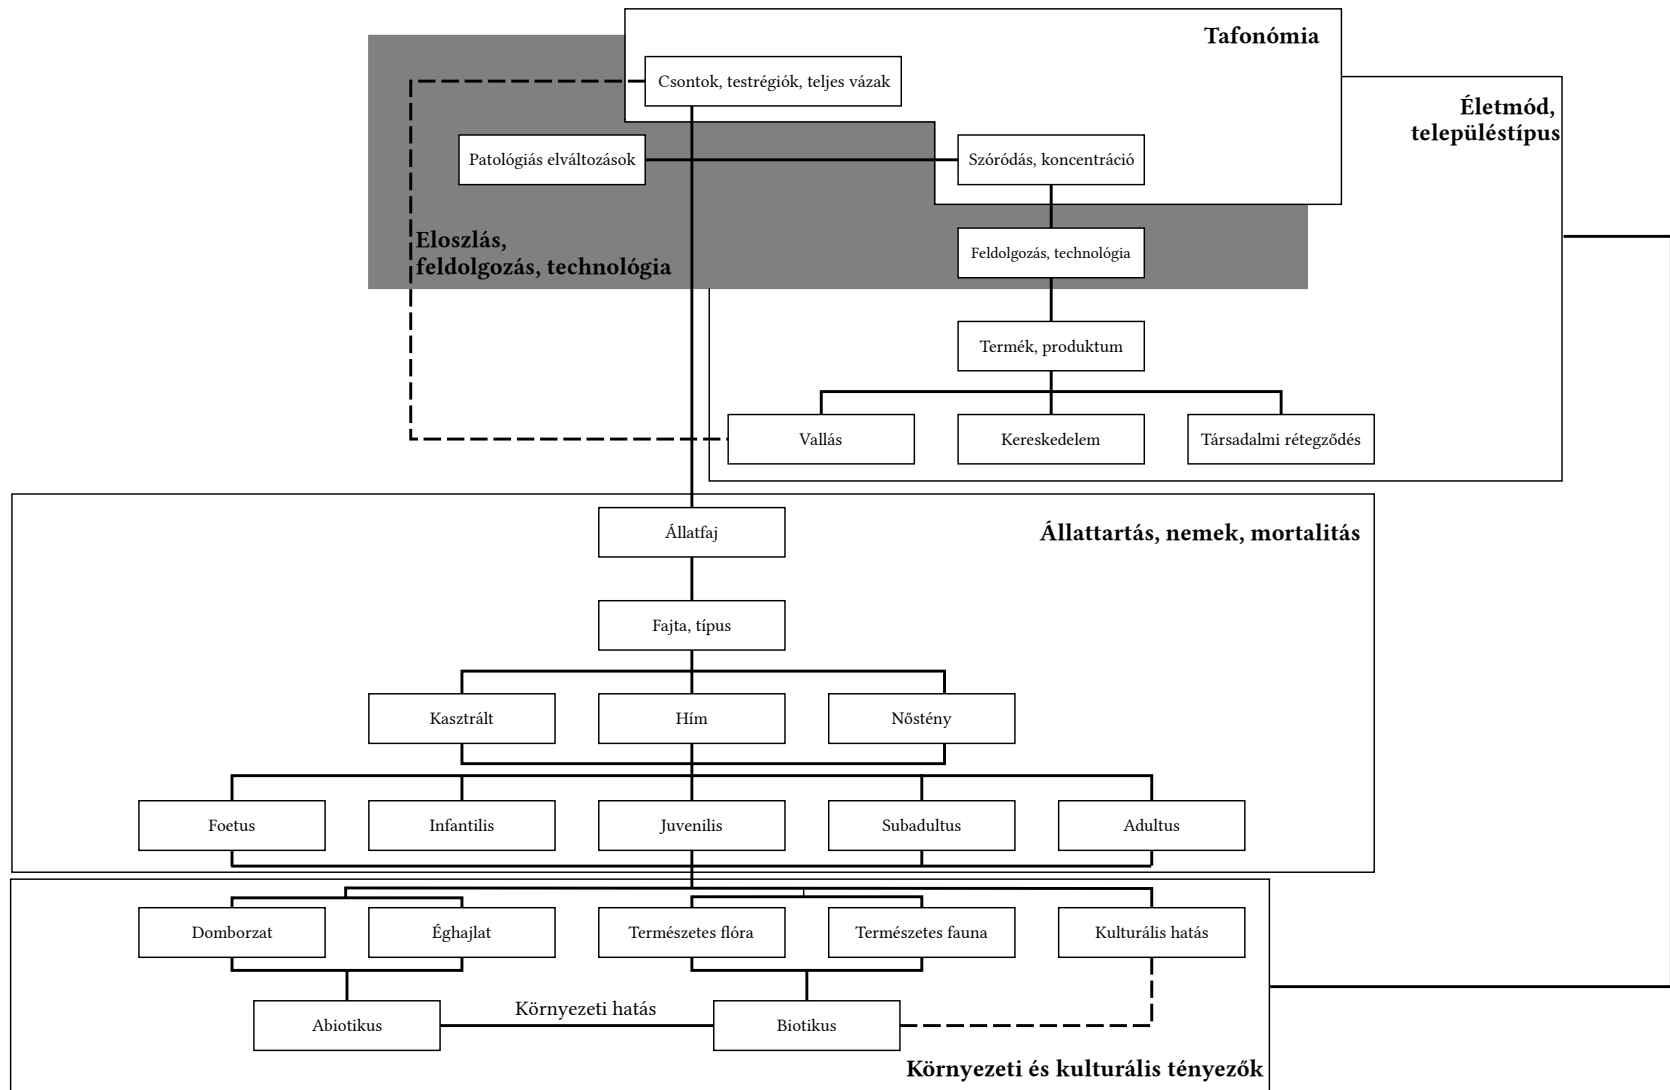 Tafonómia
Csontok, testrégiók, teljes vázak
Életmód,
településtípus
Patológiás elváltozások
Szóródás, koncentráció
Eloszlás,
feldolgozás, technológia
Feldolgozás, technológia
Termék, produktum
Vallás
Kereskedelem
Társadalmi rétegződés
Állatfaj
Állattartás, nemek, mortalitás
Fajta, típus
Kasztrált
Hím
Nőstény
Foetus
Infantilis
Juvenilis
Subadultus
Adultus
Domborzat
Éghajlat
Természetes flóra
Természetes fauna
Kulturális hatás
Környezeti hatás
Abiotikus
Biotikus
Környezeti és kulturális tényezők